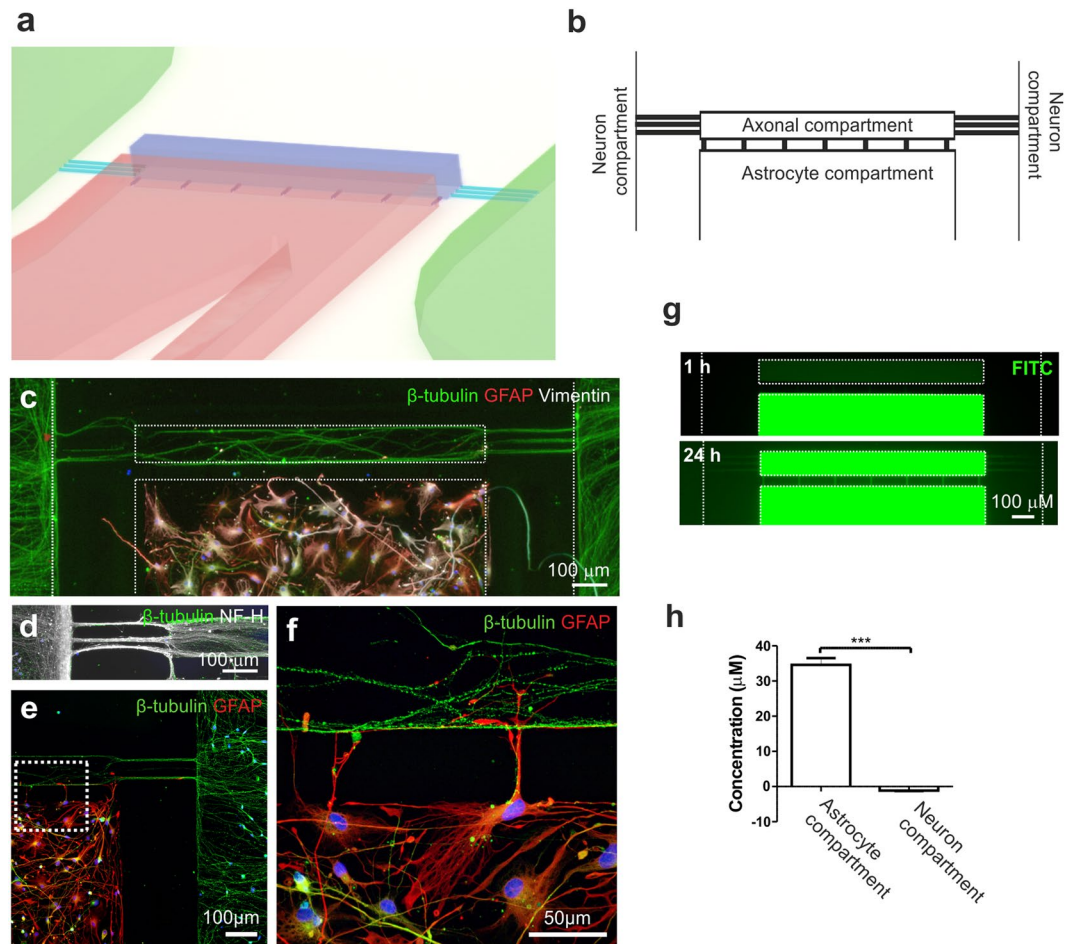 a
b
Neuron
compartment
Axonal compartment
Astrocyte compartment
Neuron
compartment
c
β-tubulin GFAP Vimentin
100 μm
d
β-tubulin NF-H
100 μm
e
β-tubulin GFAP
100μm
f
β-tubulin GFAP
50μm
g
1 h
FITC
24 h
100 μM
h
Concentration (μM)
40
30
20
10
0
-10
***
Astrocyte
compartment
Neuron
compartment